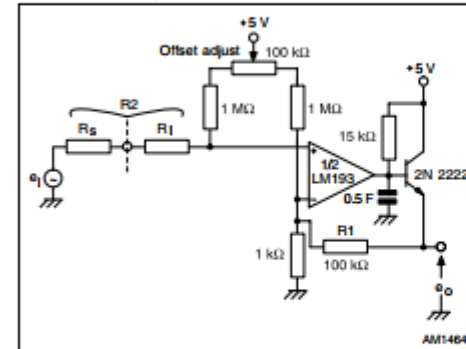 +5 V
Offset adjust
100 kΩ
+5 V
R2
1 MΩ
1 MΩ
15 kΩ
Rs
RI
+
1/2
LM193
2N 2222
0.5 F
eI
−
R1
1 kΩ
100 kΩ
eo
AM1464